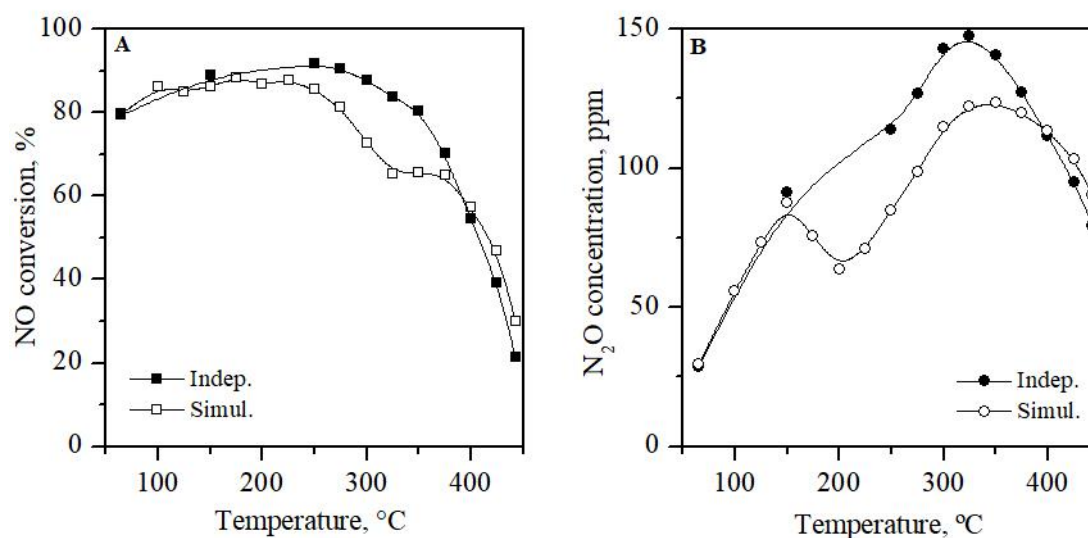 A
NO conversion, %
100
80
60
40
20
0
Indep.
Simul.
100 200 300 400
Temperature, °C
B
N₂O concentration, ppm
150
100
50
0
Indep.
Simul.
100 200 300 400
Temperature, ºC